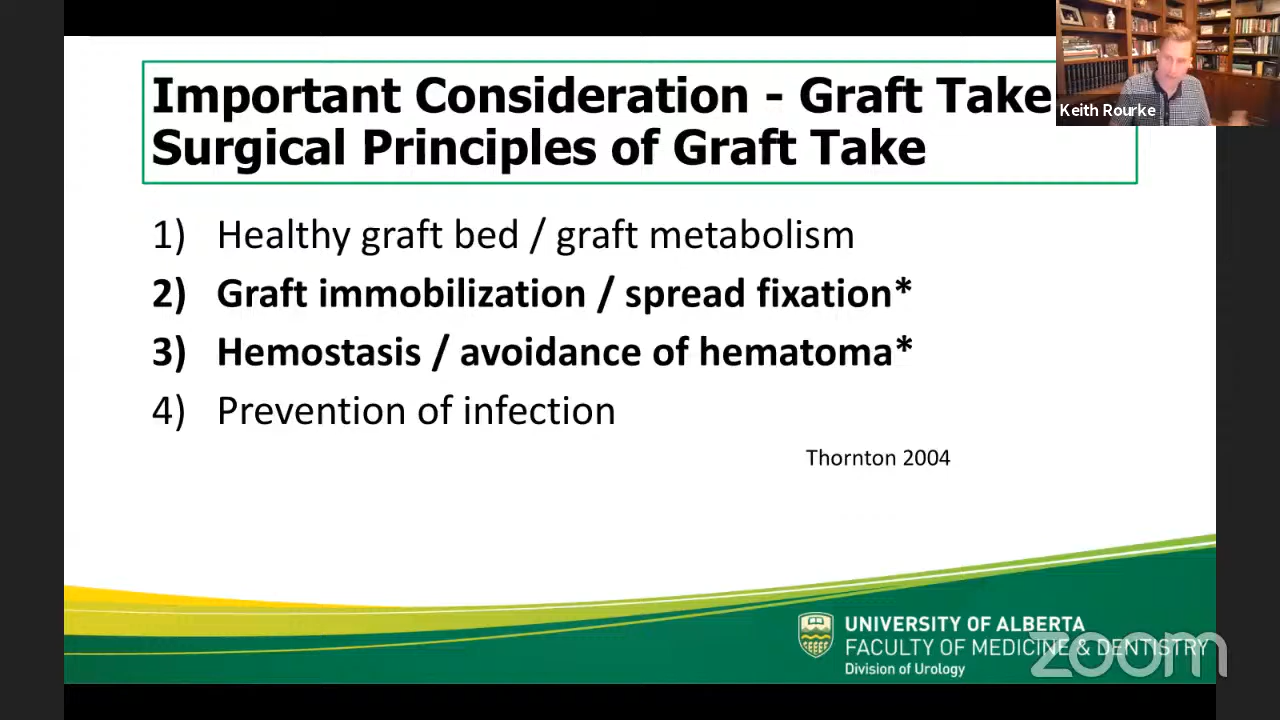 Important Consideration - Graft Take
Surgical Principles of Graft Take
Keith Rourke
1) Healthy graft bed / graft metabolism
2) Graft immobilization / spread fixation*
3) Hemostasis / avoidance of hematoma*
4) Prevention of infection
Thornton 2004
UNIVERSITY OF ALBERTA
FACULTY OF MEDICINE & DENTISTRY
Division of Urology
zoom